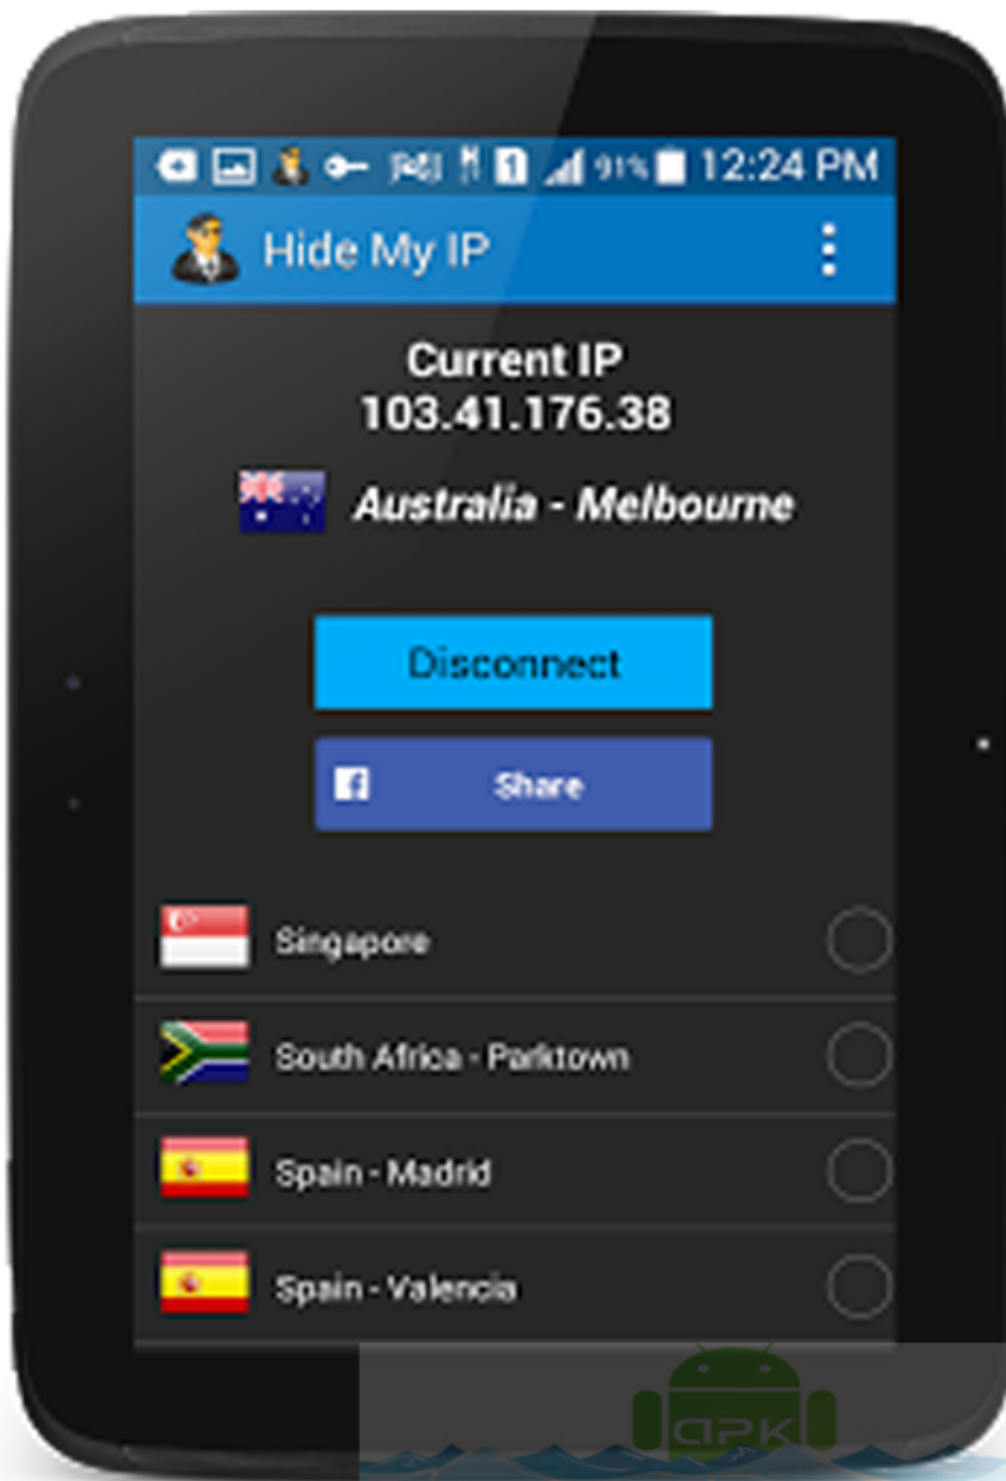 1 91% 12:24 PM
Hide My IP
Current IP
103.41.176.38
Australia - Melbourne
Disconnect
f Share
Singapore
South Africa - Parktown
Spain - Madrid
Spain - Valencia
APK